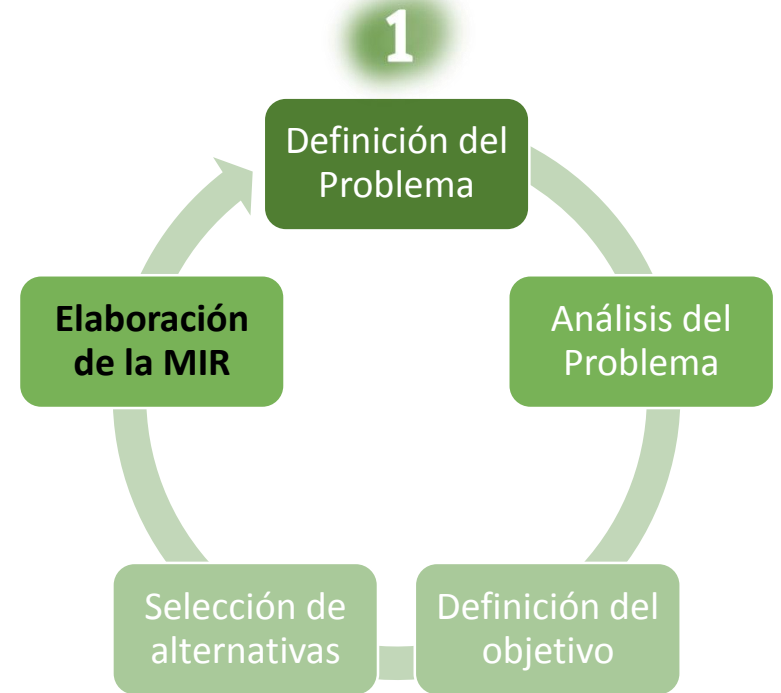 1
Definición del
Problema
Análisis del
Problema
Definición del
objetivo
Selección de
alternativas
Elaboración
de la MIR